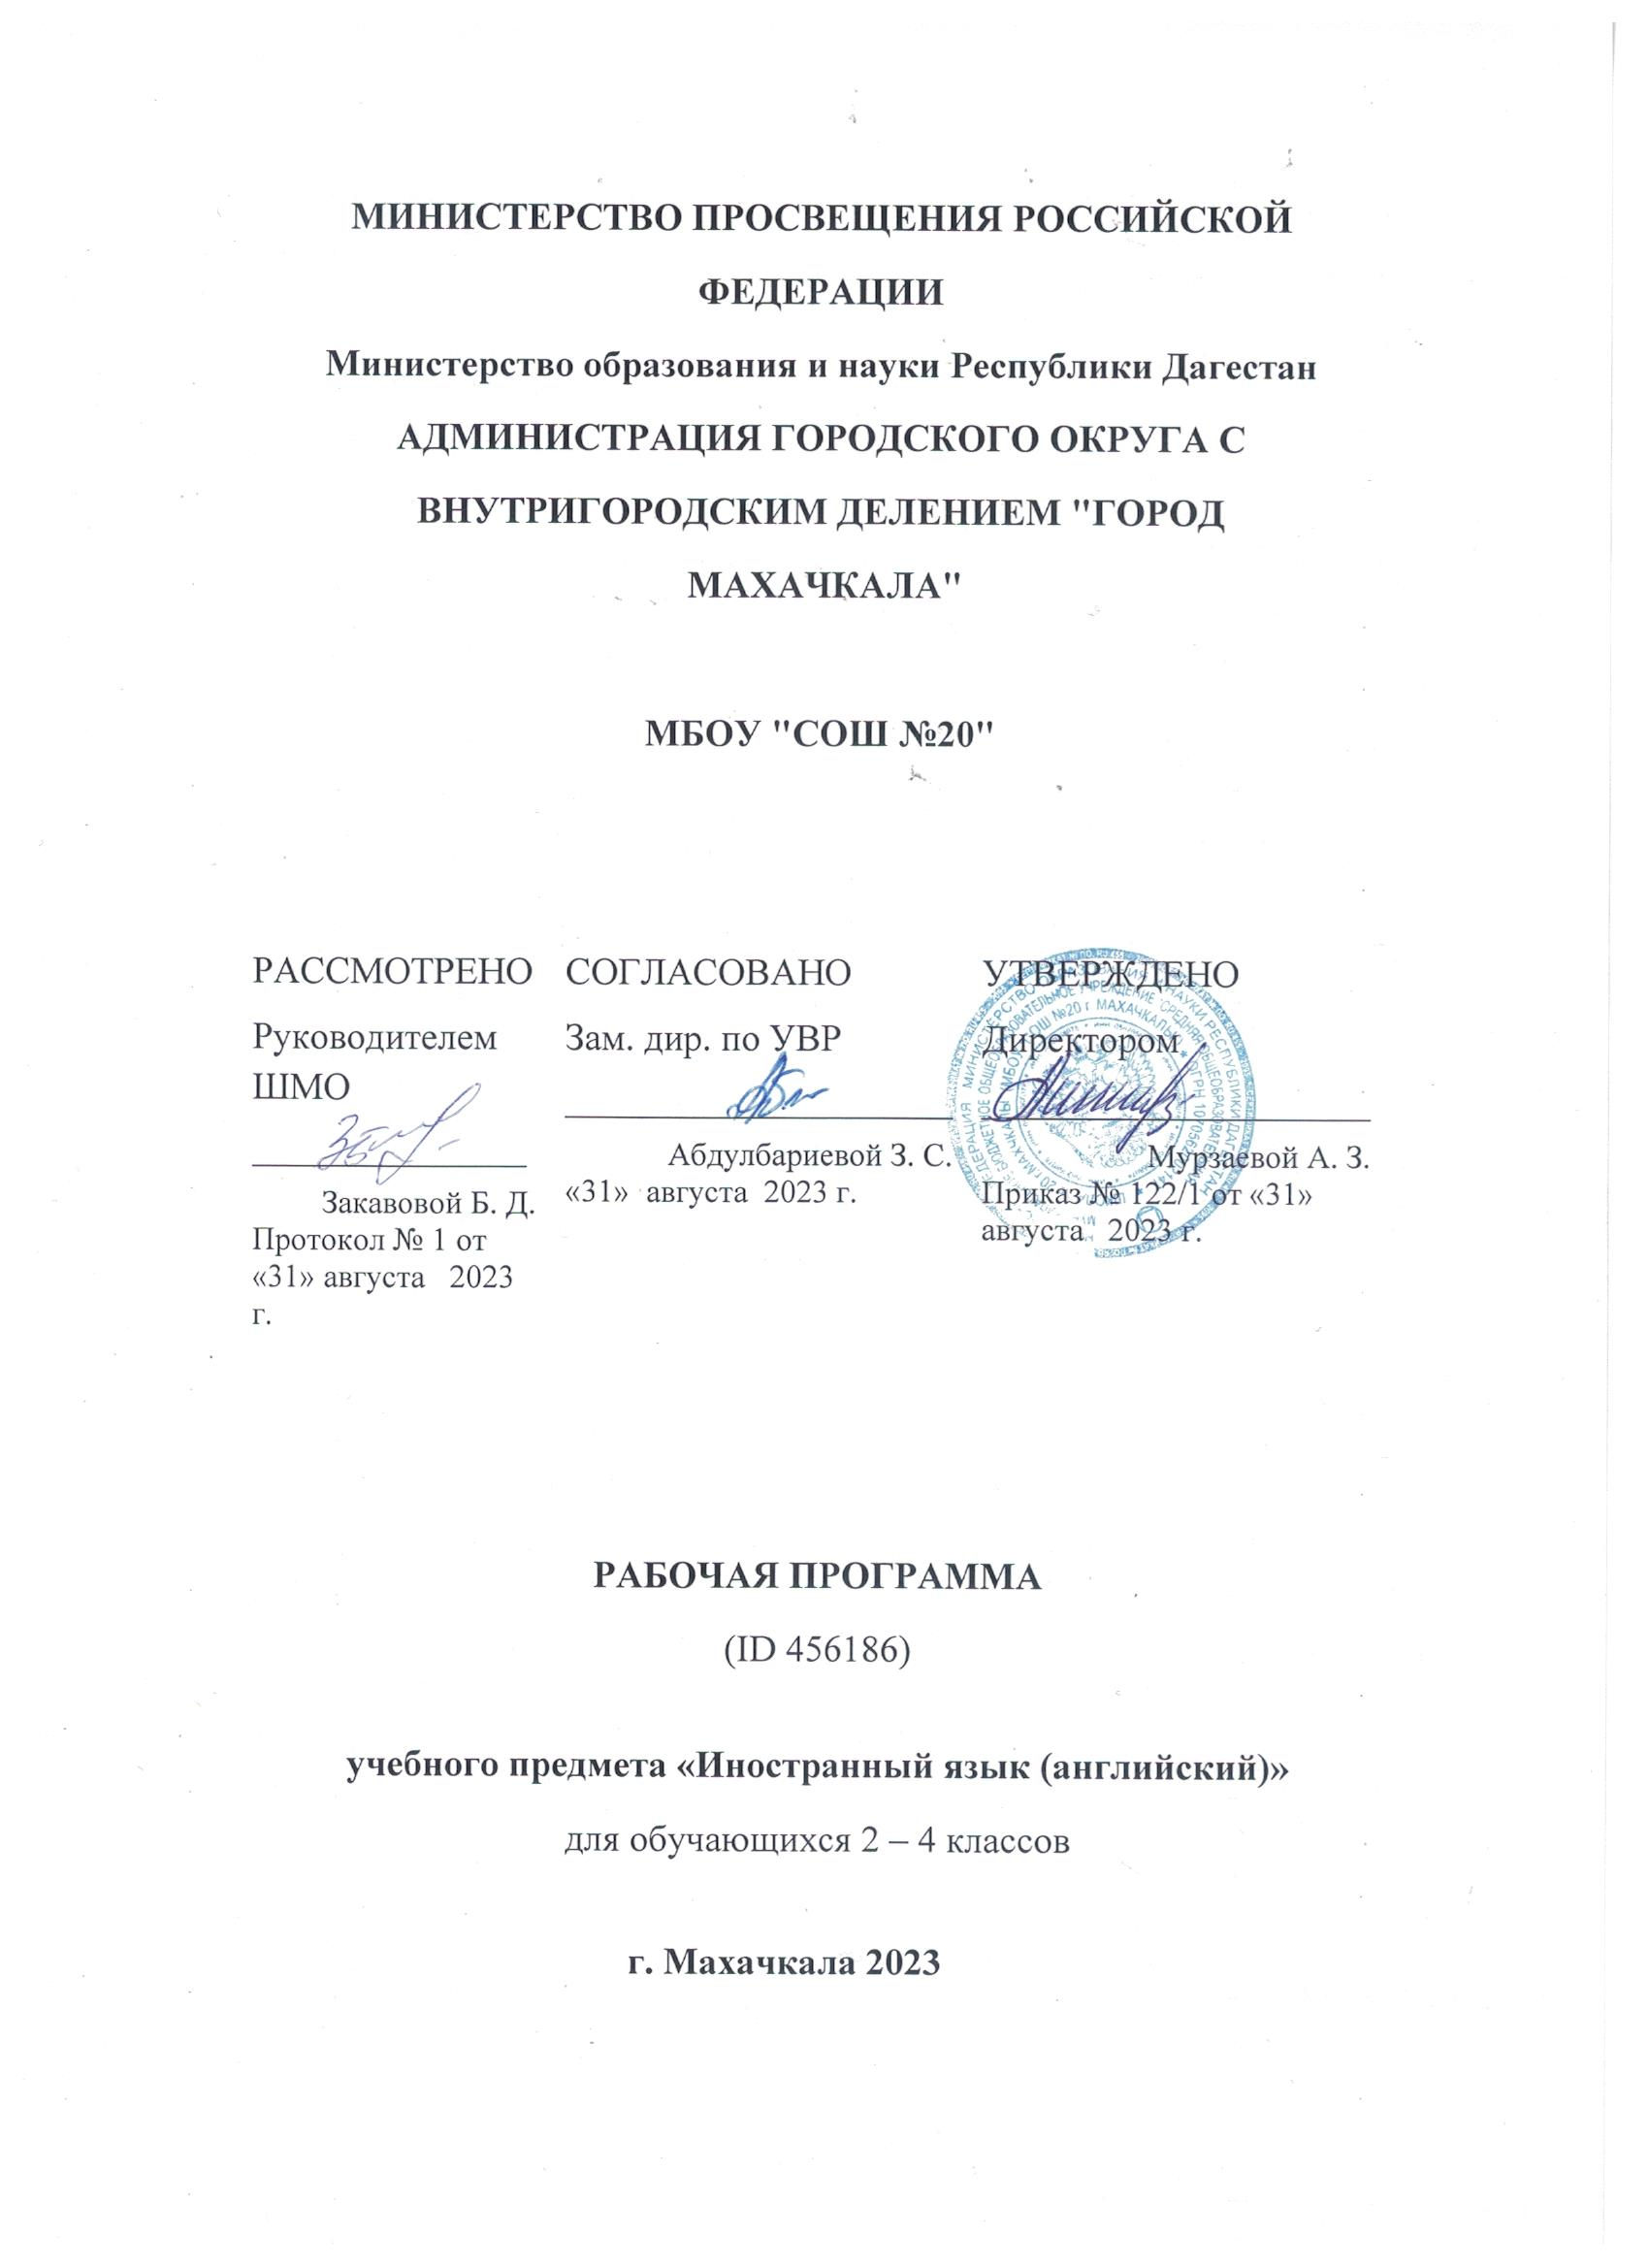 МИНИСТЕРСТВО ПРОСВЕЩЕНИЯ РОССИЙСКОЙ
ФЕДЕРАЦИИ
Министерство образования и науки Республики Дагестан
АДМИНИСТРАЦИЯ ГОРОДСКОГО ОКРУГА С
ВНУТРИГОРОДСКИМ ДЕЛЕНИЕМ "ГОРОД
МАХАЧКАЛА"
МБОУ "СОШ №20"
РАССМОТРЕНО
Руководителем
ШМО
Закавовой Б. Д.
Протокол № 1 от
«31» августа 2023
г.
СОГЛАСОВАНО
Зам. дир. по УВР
Абдулбариевой З. С.
«31» августа 2023 г.
УТВЕРЖДЕНО
Директором
Мурзаевой А. З.
Приказ № 122/1 от «31»
августа 2023 г.
РАБОЧАЯ ПРОГРАММА
(ID 456186)
учебного предмета «Иностранный язык (английский)»
для обучающихся 2 – 4 классов
г. Махачкала 2023